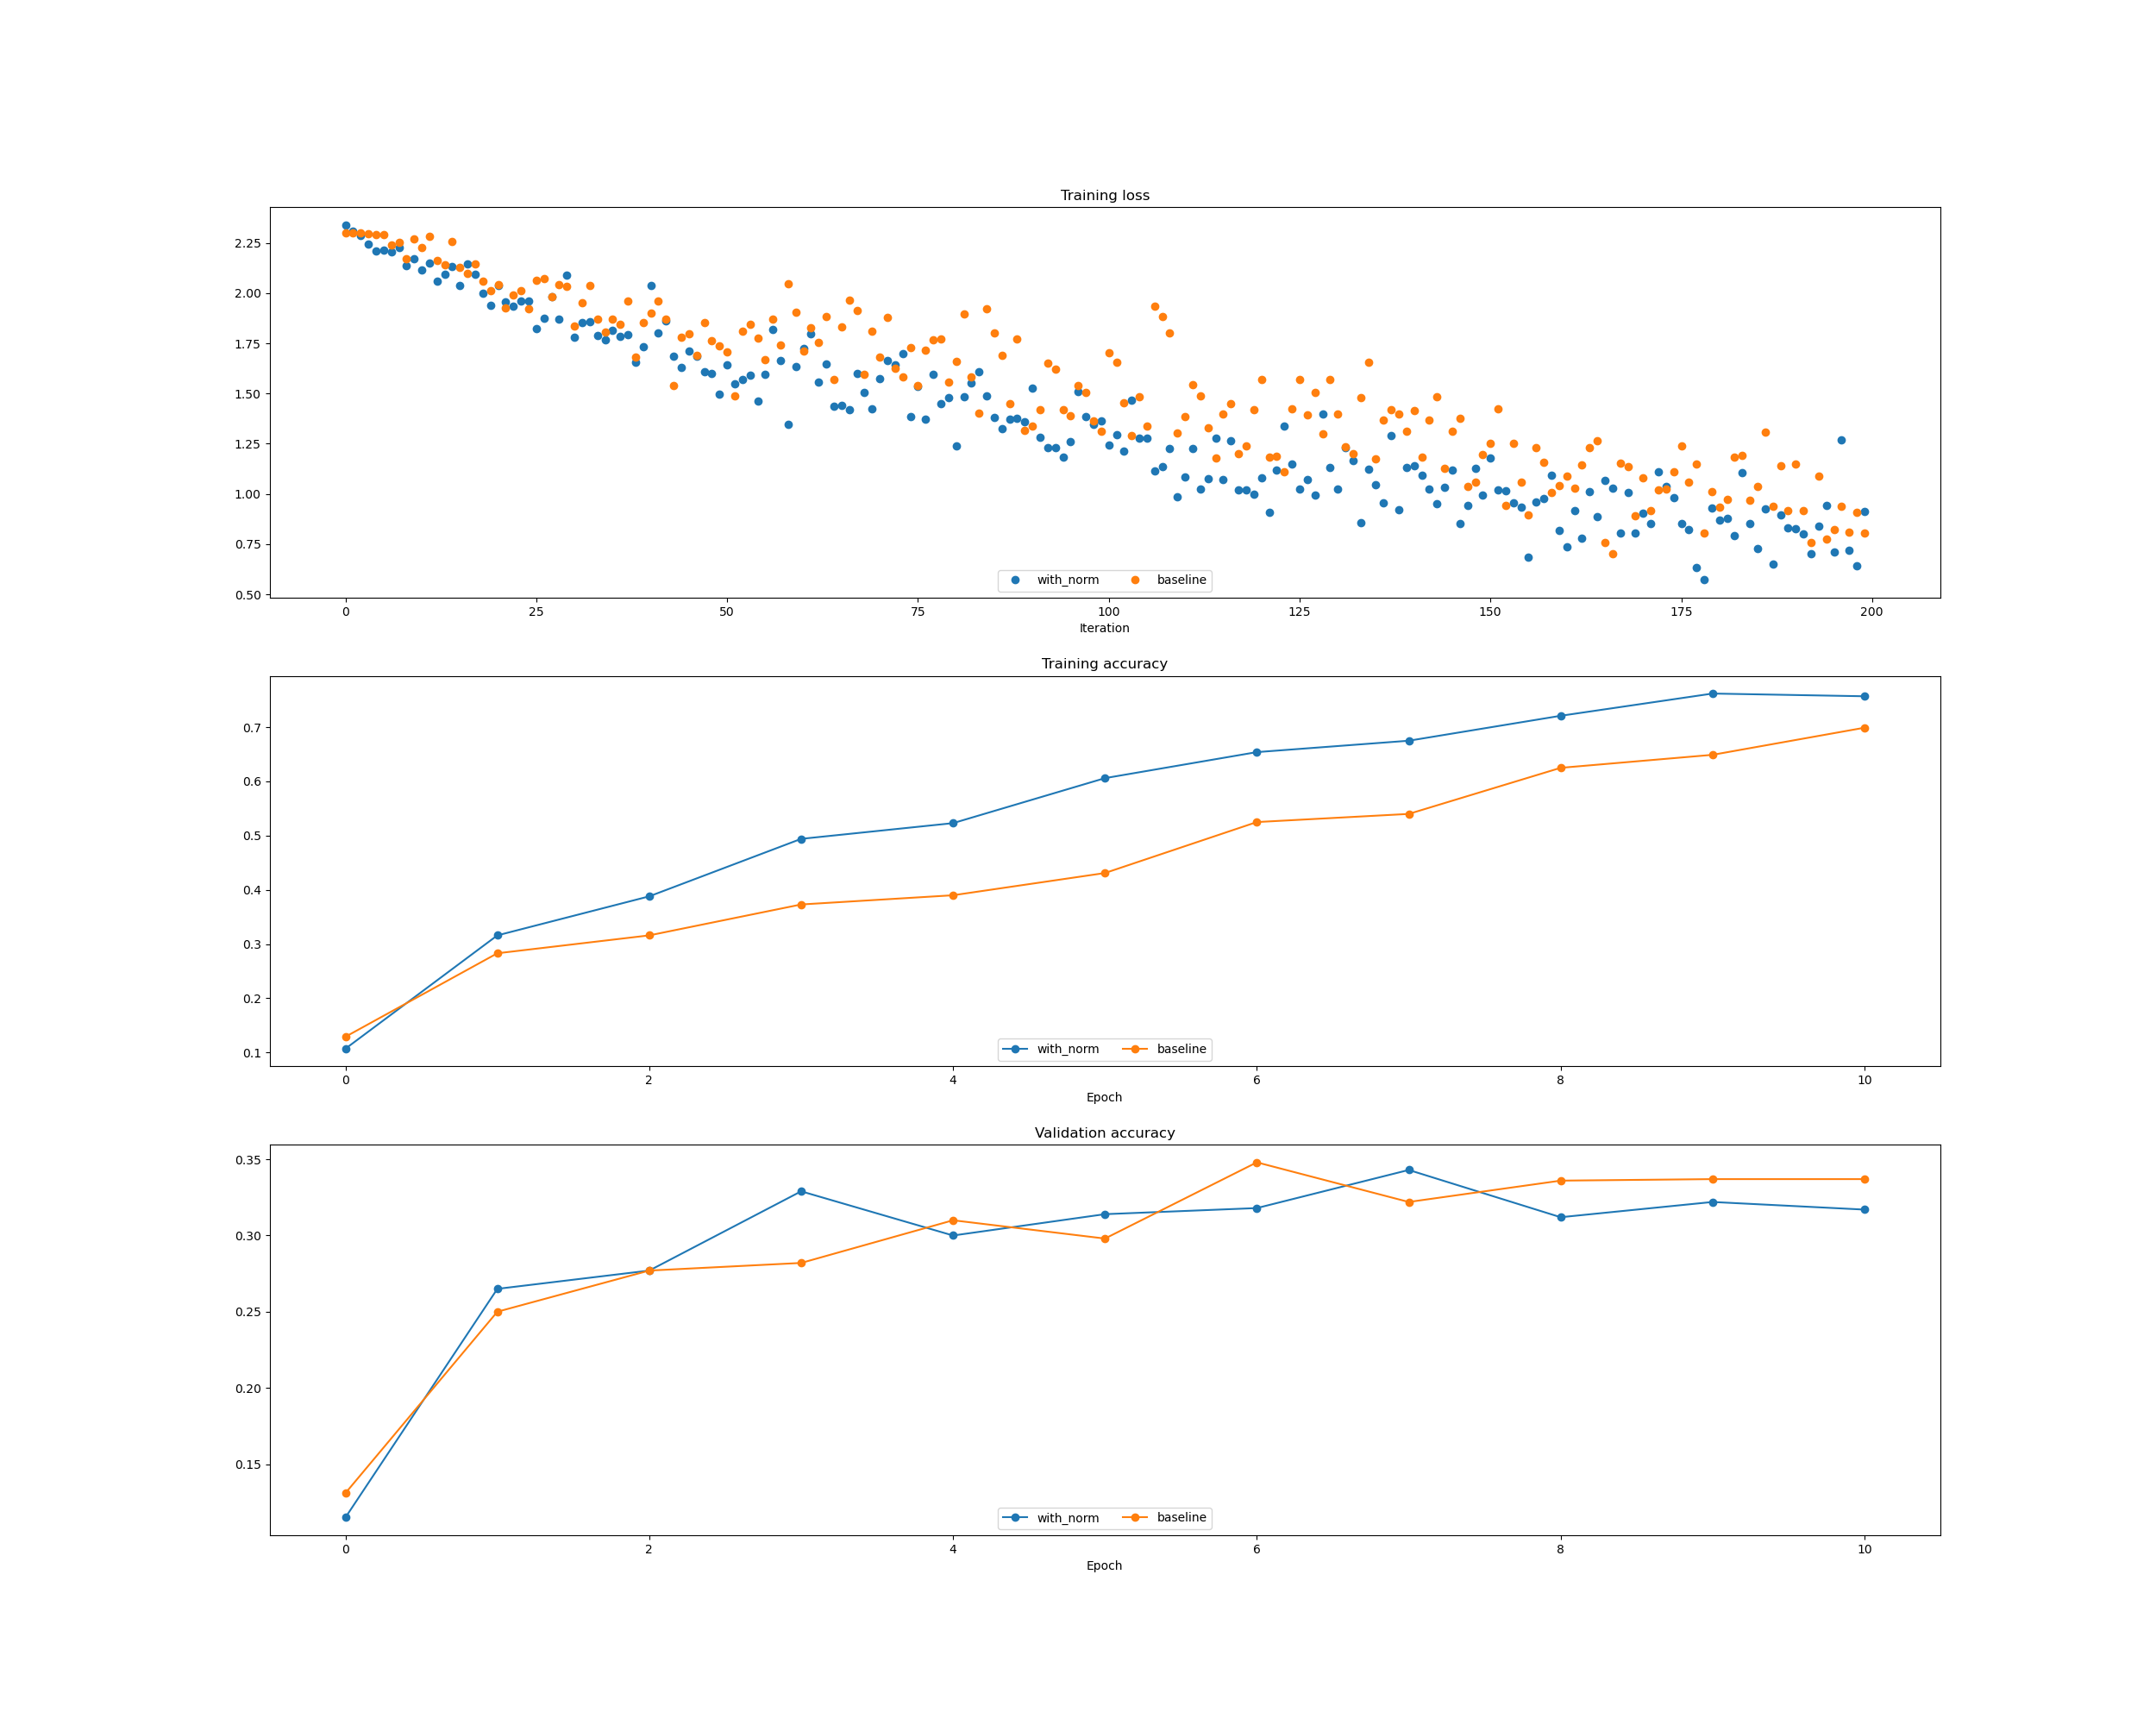 Training loss
2.25
2.00
1.75
1.50
1.25
1.00
0.75
0.50
with_norm baseline
0 25 50 75 100 125 150 175 200
Iteration
Training accuracy
0.7
0.6
0.5
0.4
0.3
0.2
0.1
with_norm baseline
0 2 4 6 8 10
Epoch
Validation accuracy
0.35
0.30
0.25
0.20
0.15
with_norm baseline
0 2 4 6 8 10
Epoch